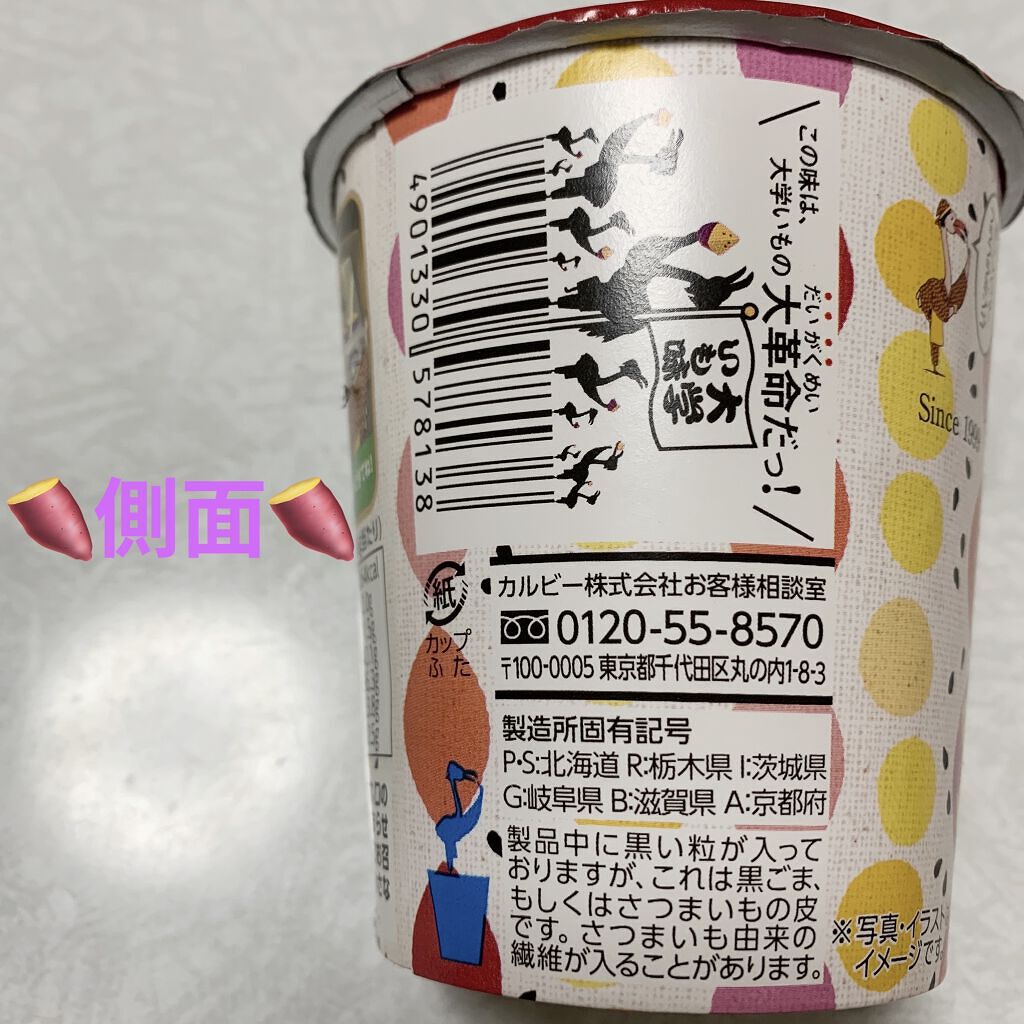 この味は、
大学いもの
だいがくめい
大革命だっ!
大学
いも
味
4901330578138
Since 199
側面
紙
カップ
ふた
カルビー株式会社お客様相談室
0120-55-8570
〒100-0005 東京都千代田区丸の内1-8-3
製造所固有記号
P・S:北海道 R:栃木県 I:茨城県
G:岐阜県 B:滋賀県 A:京都府
製品中に黒い粒が入って
おりますが、これは黒ごま、
もしくはさつまいもの皮
です。さつまいも由来の
繊維が入ることがあります。
※写真・イラスト
イメージです